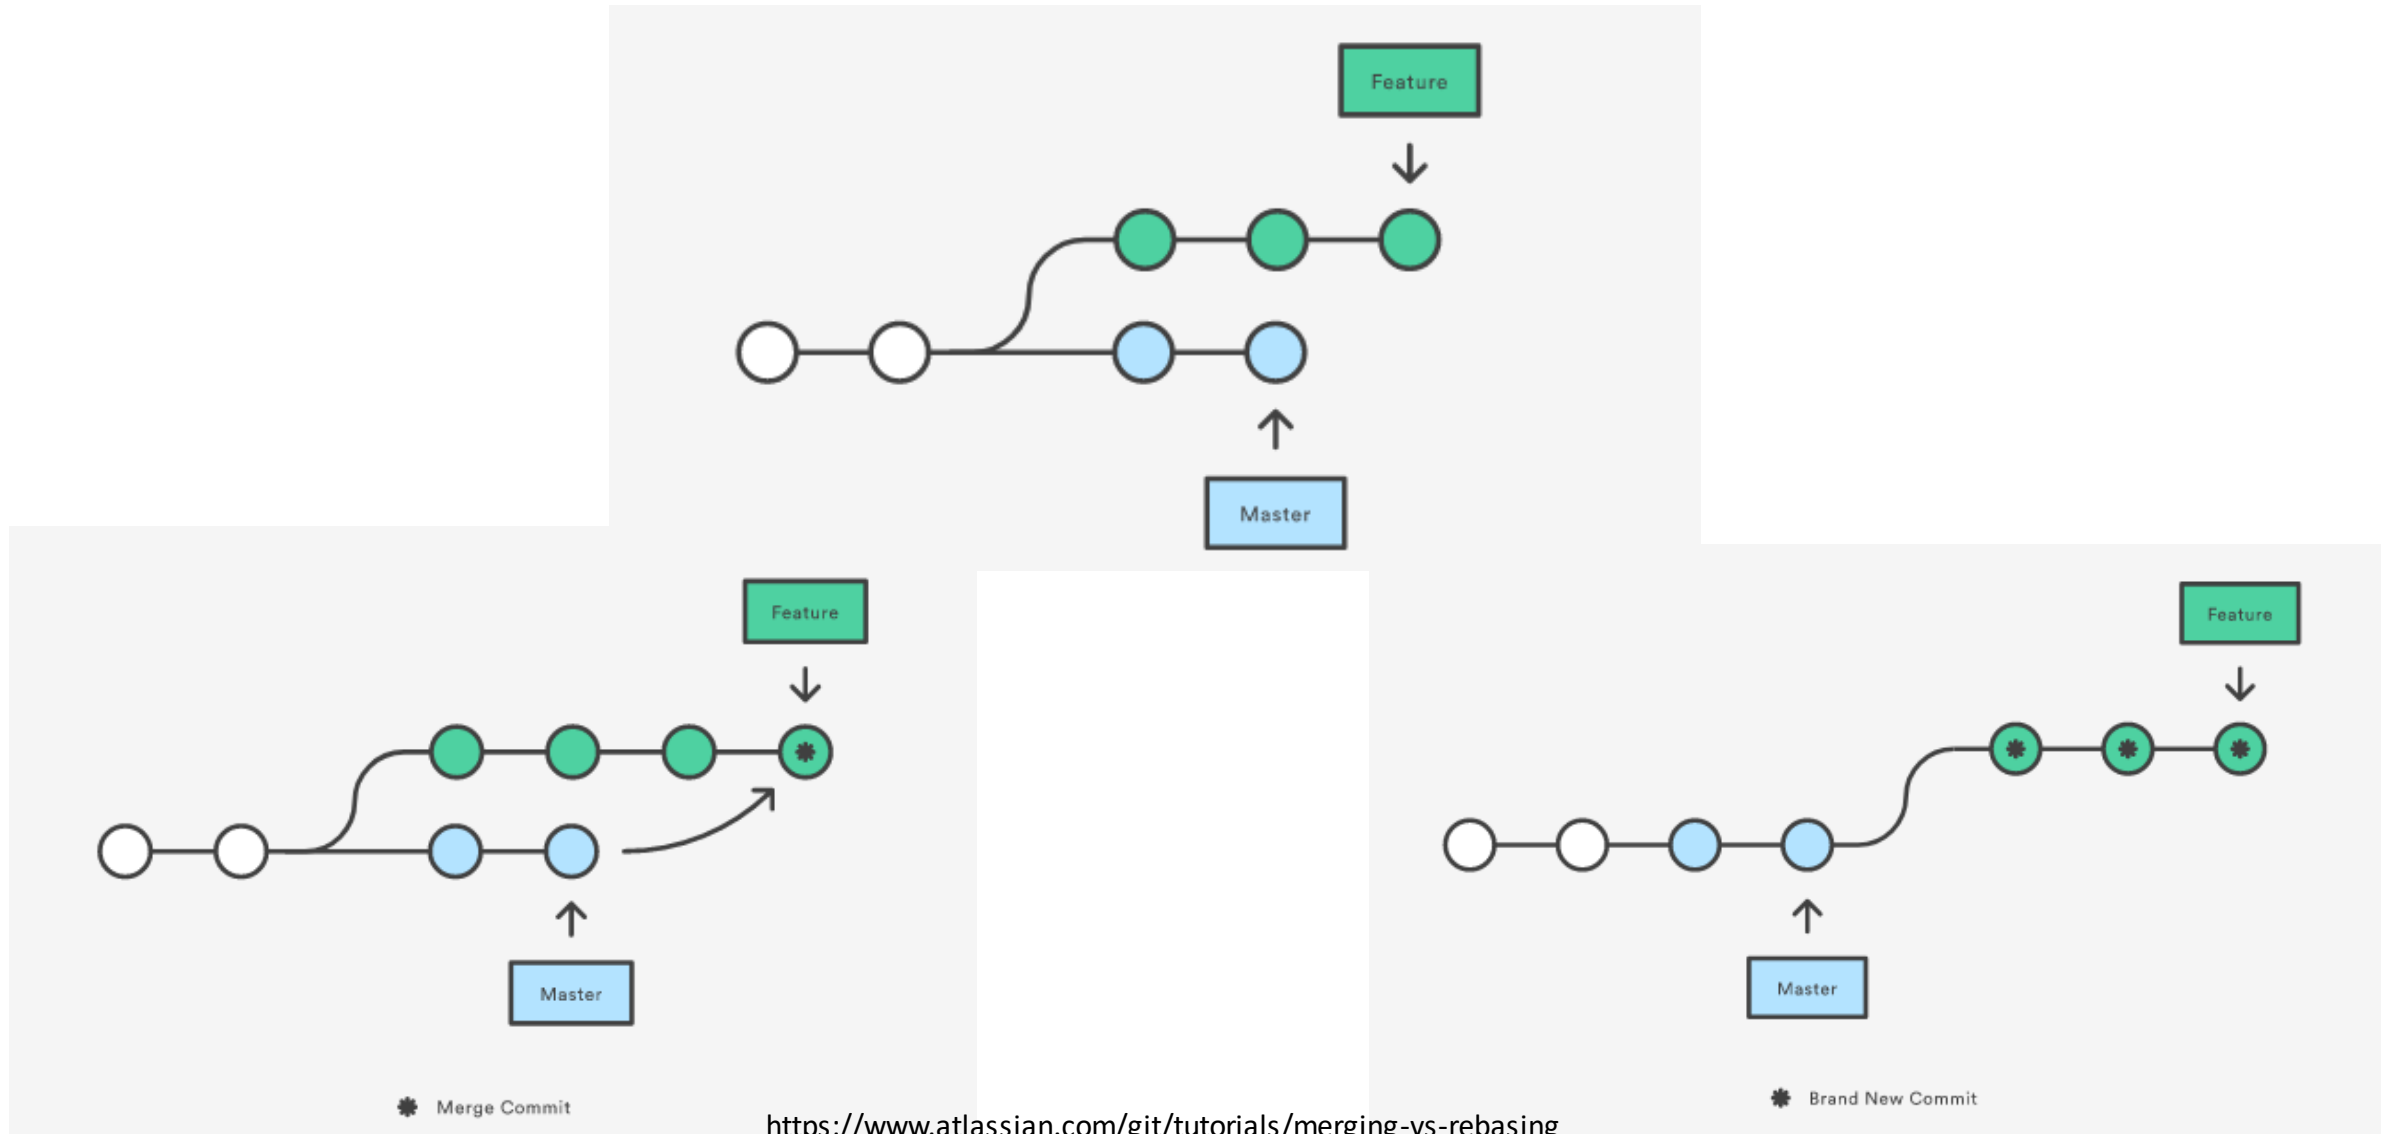 Feature
Master
Feature
Master
Merge Commit
Feature
Master
Brand New Commit
https://www.atlassian.com/git/tutorials/merging-vs-rebasing